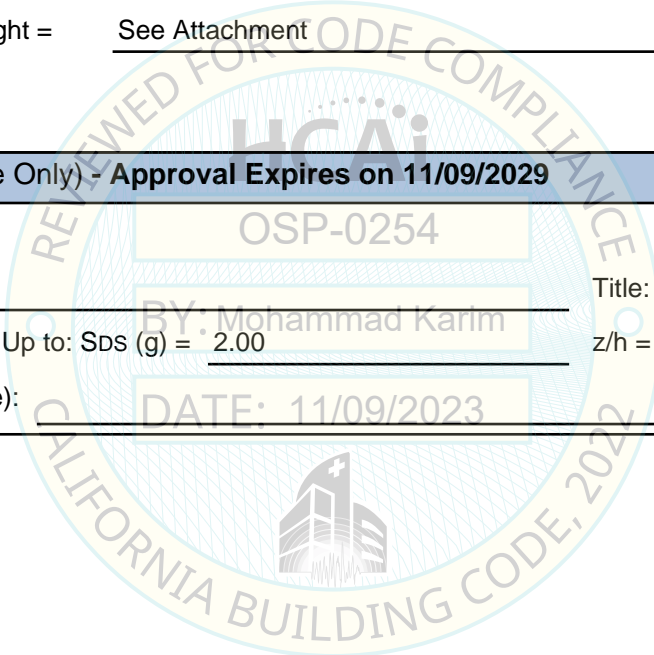 ght = See Attachment
REVIEWED FOR CODE COMPLIANCE
HCAi
e Only) - Approval Expires on 11/09/2029
OSP-0254
Title:
BY: Mohammad Karim
Up to: SDS (g) = 2.00 z/h =
e):
DATE: 11/09/2023
CALIFORNIA BUILDING CODE, 2022